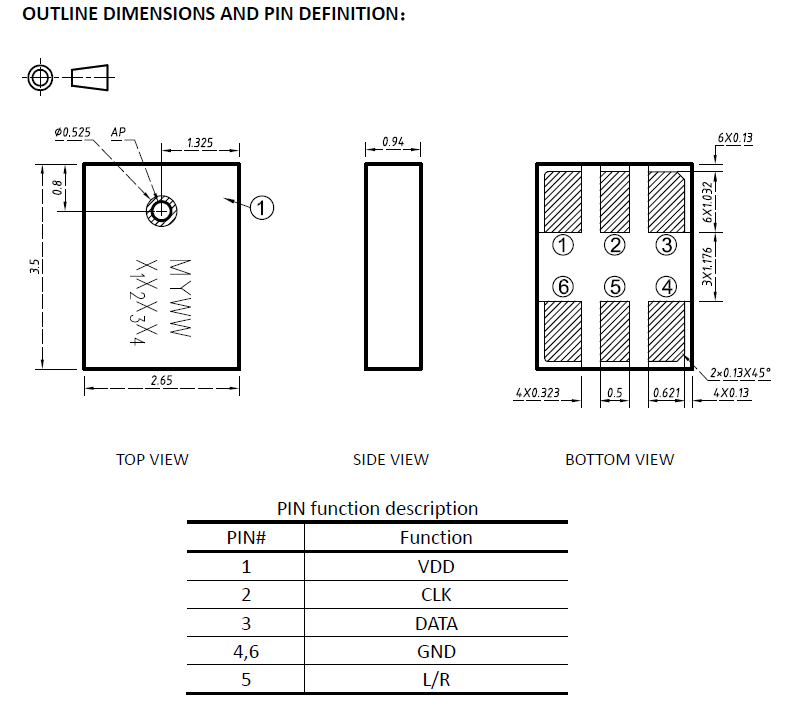 OUTLINE DIMENSIONS AND PIN DEFINITION：
Ø0.525
AP
1.325
0.94
6X0.13
0.8
①
3.5
6X1.032
① ② ③
3X1.176
⑥ ⑤ ④
MYWW
X1X2X3X4
2×0.13X45°
2.65
4X0.323
0.5
0.621
4X0.13
TOP VIEW
SIDE VIEW
BOTTOM VIEW
PIN function description
PIN# Function
1 VDD
2 CLK
3 DATA
4,6 GND
5 L/R